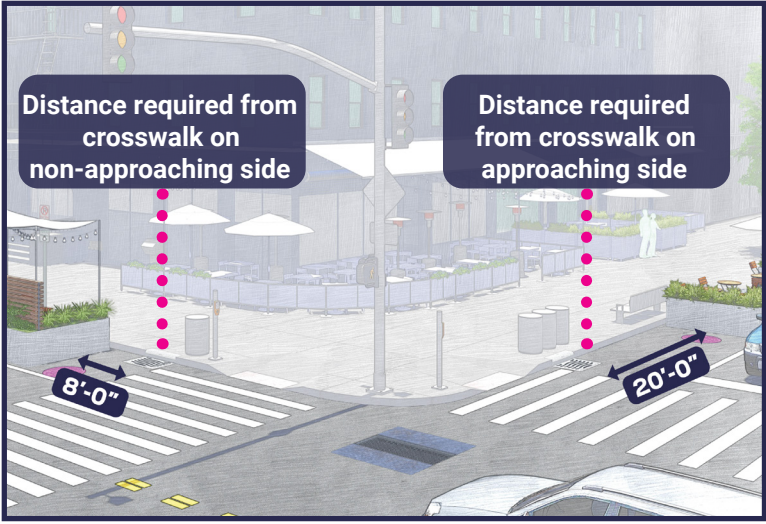 Distance required from
crosswalk on
non-approaching side
Distance required
from crosswalk on
approaching side
8'-0"
20'-0"